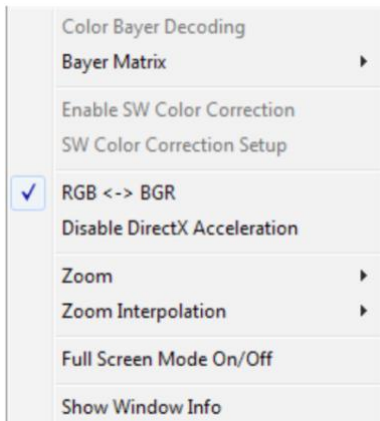 Color Bayer Decoding
Bayer Matrix
Enable SW Color Correction
SW Color Correction Setup
RGB <-> BGR
Disable DirectX Acceleration
Zoom
Zoom Interpolation
Full Screen Mode On/Off
Show Window Info